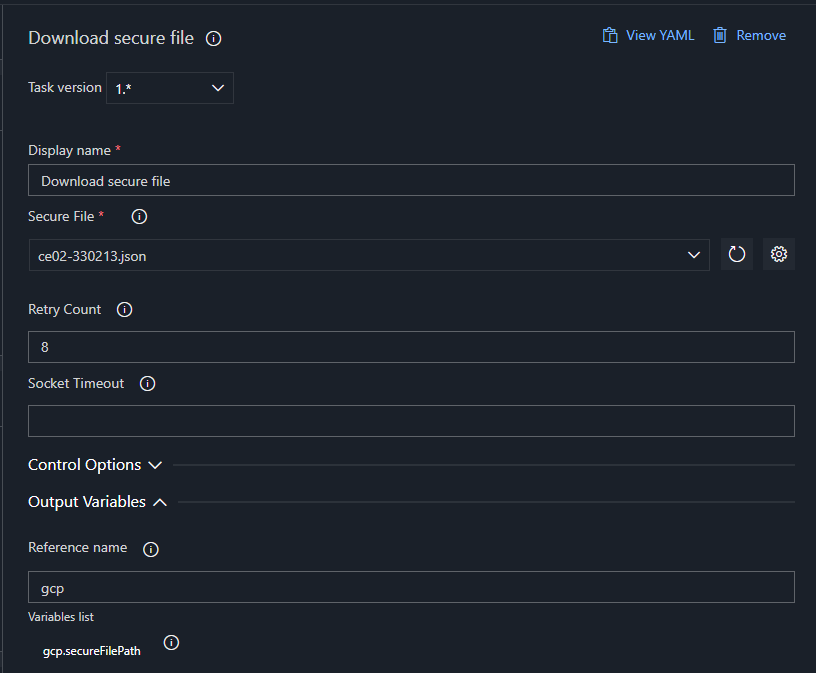 Download secure file
View YAML
Remove
Task version
1.*
Display name *
Download secure file
Secure File *
ce02-330213.json
Retry Count
8
Socket Timeout
Control Options
Output Variables
Reference name
gcp
Variables list
gcp.secureFilePath